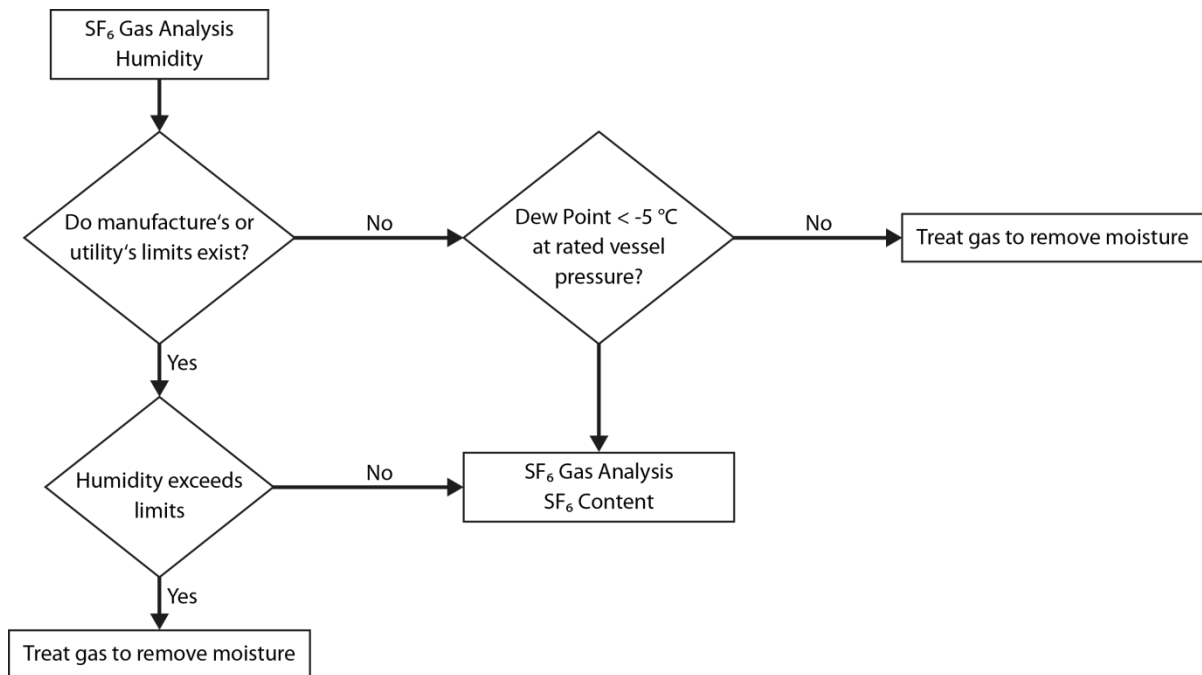 SF₆ Gas Analysis
Humidity
Do manufacture‘s or
utility‘s limits exist?
No
Dew Point < -5 °C
at rated vessel
pressure?
No
Treat gas to remove moisture
Yes
Humidity exceeds
limits
No
SF₆ Gas Analysis
SF₆ Content
Yes
Treat gas to remove moisture